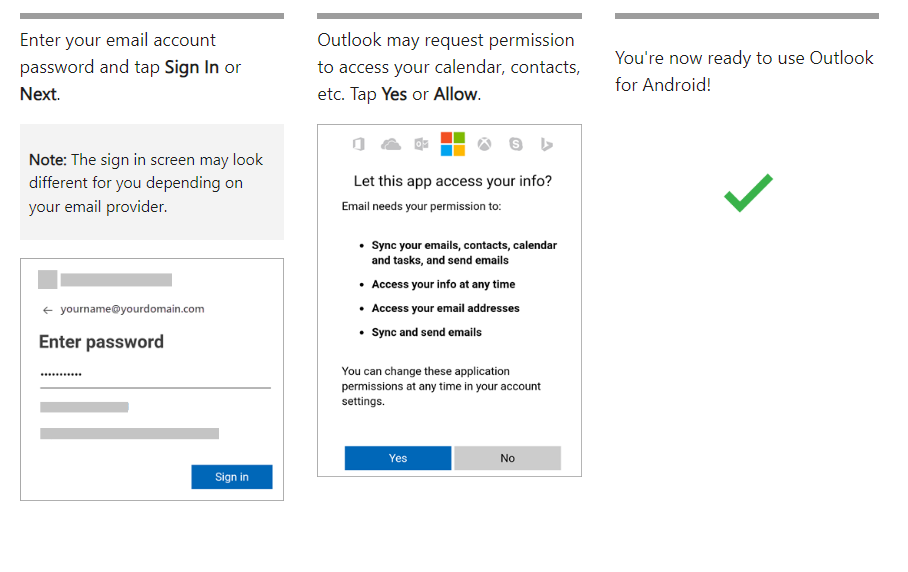 Enter your email account
password and tap Sign In or
Next.
Note: The sign in screen may look
different for you depending on
your email provider.
← yourname@yourdomain.com
Enter password
•••••••••••
Sign in
Outlook may request permission
to access your calendar, contacts,
etc. Tap Yes or Allow.
Let this app access your info?
Email needs your permission to:
• Sync your emails, contacts, calendar
and tasks, and send emails
• Access your info at any time
• Access your email addresses
• Sync and send emails
You can change these application
permissions at any time in your account
settings.
Yes
No
You're now ready to use Outlook
for Android!